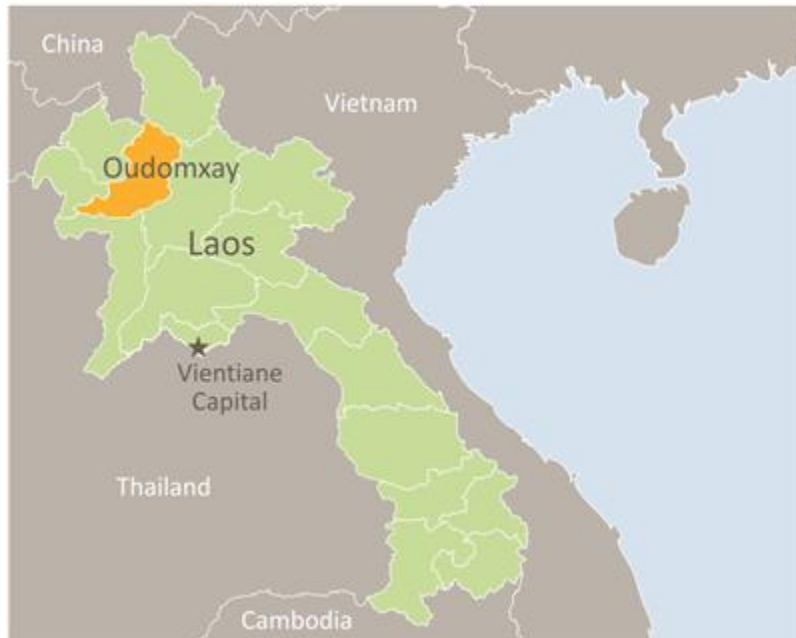 China
Vietnam
Oudomxay
Laos
Vientiane
Capital
Thailand
Cambodia